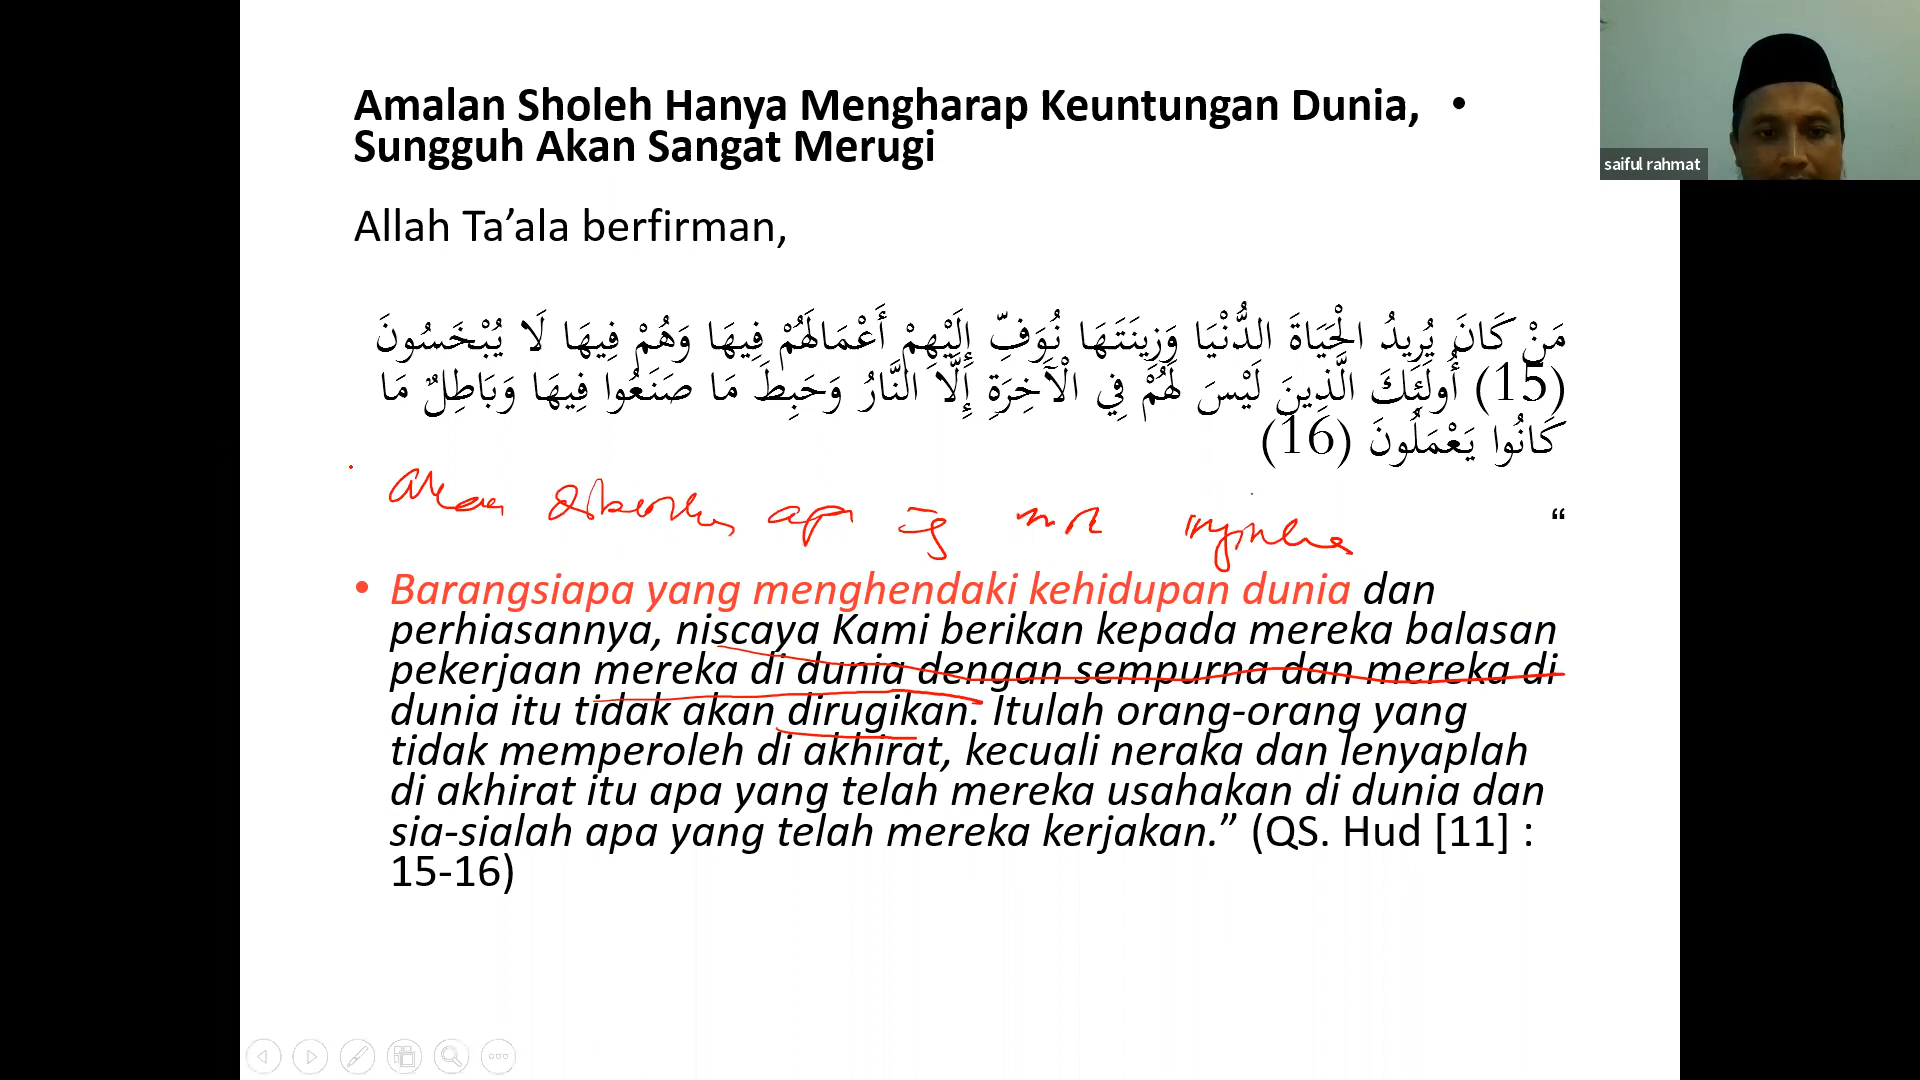 Amalan Sholeh Hanya Mengharap Keuntungan Dunia, •
Sungguh Akan Sangat Merugi
saiful rahmat
Allah Ta’ala berfirman,
مَنْ كَانَ يُرِيدُ الْحَيَاةَ الدُّنْيَا وَزِينَتَهَا نُوَفِّ إِلَيْهِمْ أَعْمَالَهُمْ فِيهَا وَهُمْ فِيهَا لَا يُبْخَسُونَ
(15) أُولَئِكَ الَّذِينَ لَيْسَ لَهُمْ فِي الْآَخِرَةِ إِلَّا النَّارُ وَحَبِطَ مَا صَنَعُوا فِيهَا وَبَاطِلٌ مَا
كَانُوا يَعْمَلُونَ (16)
“
akan diberikan apa yg
• Barangsiapa yang menghendaki kehidupan dunia dan
perhiasannya, niscaya Kami berikan kepada mereka balasan
pekerjaan mereka di dunia dengan sempurna dan mereka di
dunia itu tidak akan dirugikan. Itulah orang-orang yang
tidak memperoleh di akhirat, kecuali neraka dan lenyaplah
di akhirat itu apa yang telah mereka usahakan di dunia dan
sia-sialah apa yang telah mereka kerjakan.” (QS. Hud [11] :
15-16)